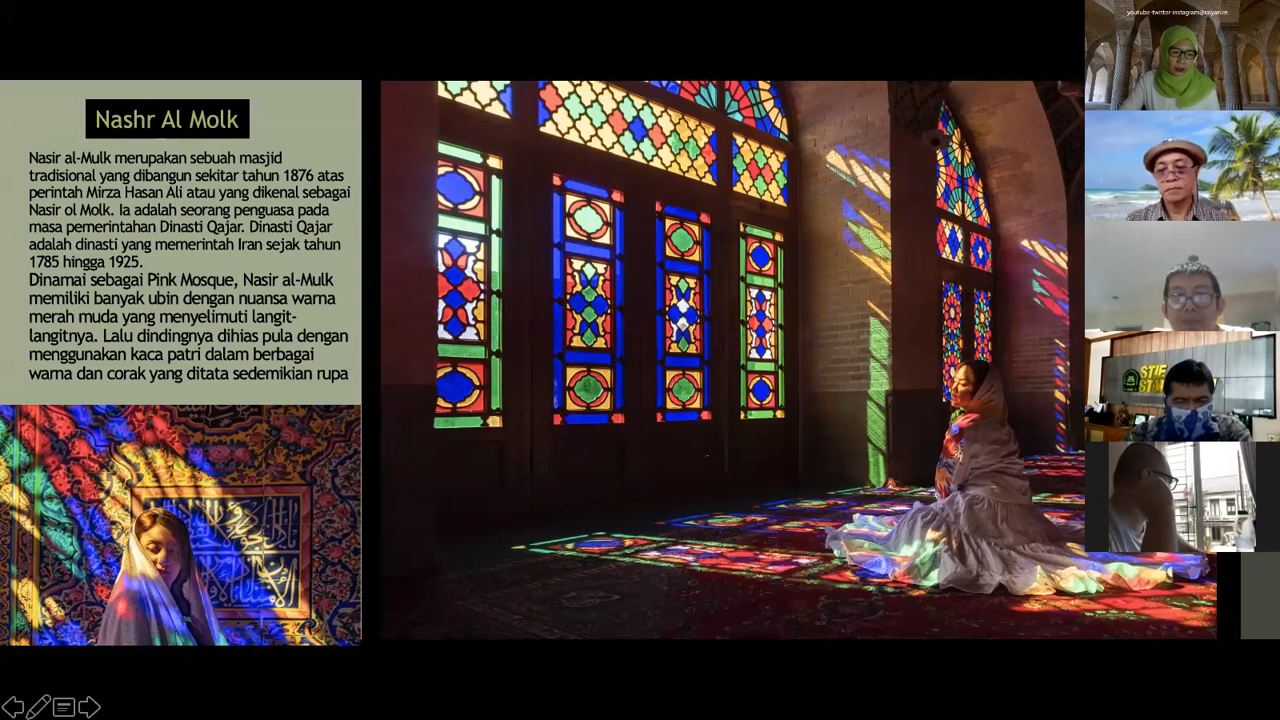 youtube-twitter-instagram@raiyanim
Nashr Al Molk
Nasir al-Mulk merupakan sebuah masjid
tradisional yang dibangun sekitar tahun 1876 atas
perintah Mirza Hasan Ali atau yang dikenal sebagai
Nasir ol Molk. Ia adalah seorang penguasa pada
masa pemerintahan Dinasti Qajar. Dinasti Qajar
adalah dinasti yang memerintah Iran sejak tahun
1785 hingga 1925.
Dinamai sebagai Pink Mosque, Nasir al-Mulk
memiliki banyak ubin dengan nuansa warna
merah muda yang menyelimuti langit-
langitnya. Lalu dindingnya dihias pula dengan
menggunakan kaca patri dalam berbagai
warna dan corak yang ditata sedemikian rupa